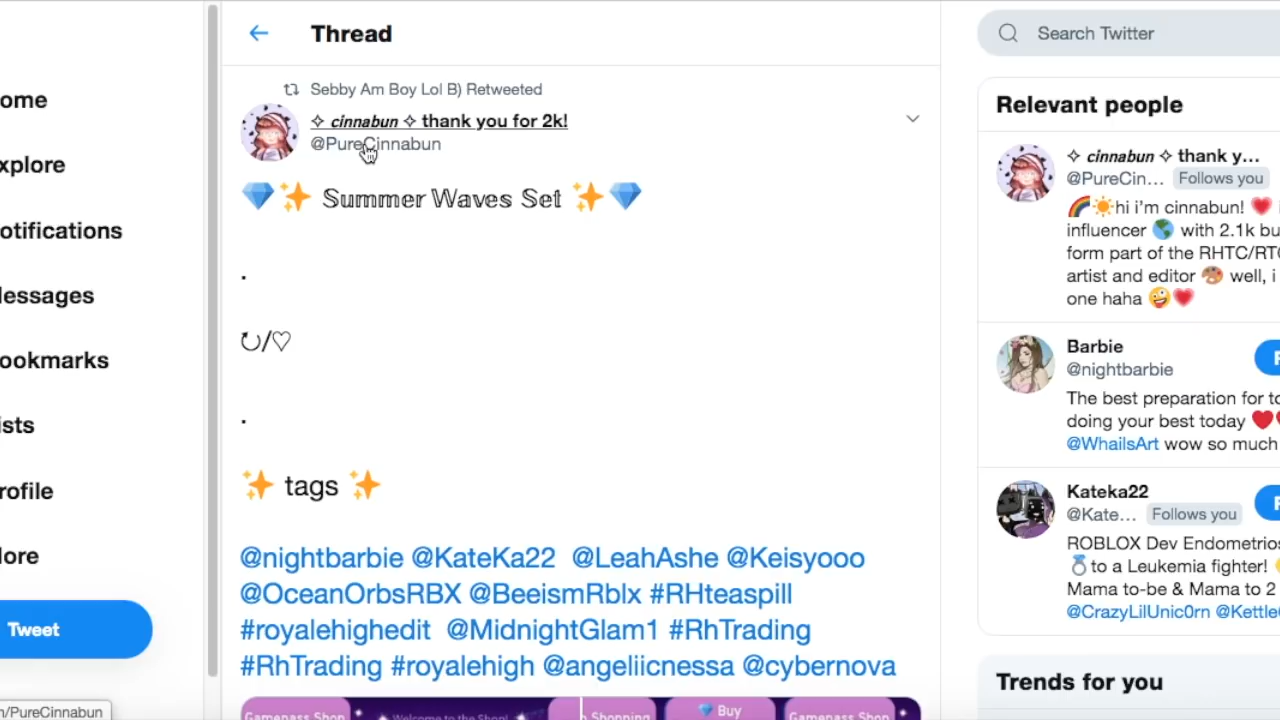 ome
xplore
otifications
lessages
ookmarks
ists
rofile
lore
Tweet
n/PureCinnabun
Thread
Sebby Am Boy Lol B) Retweeted
✧ cinnabun ✧ thank you for 2k!
@PureCinnabun
💎✨ 𝕊𝕦𝕞𝕞𝕖𝕣 𝕎𝕒𝕧𝕖𝕤 𝕊𝕖𝕥 ✨💎
.
↻/♡
.
✨ tags ✨
@nightbarbie @KateKa22 @LeahAshe @Keisyooo
@OceanOrbsRBX @BeeismRblx #RHteaspill
#royalehighedit @MidnightGlam1 #RhTrading
#RhTrading #royalehigh @angeliicnessa @cybernova
Gamepass Shop
Welcome to the Shop!
Shopping
💎 Buy
Gamepass Shop
Search Twitter
Relevant people
✧ cinnabun ✧ thank y...
@PureCin... Follows you
🌈☀️hi i'm cinnabun! ❤️ i
influencer 🌎 with 2.1k bu
form part of the RHTC/RTC
artist and editor 🎨 well, i
one haha 🤪❤️
Barbie
@nightbarbie
The best preparation for to
doing your best today ❤️
@WhailsArt wow so much
Kateka22
@Kate... Follows you
ROBLOX Dev Endometrios
💍to a Leukemia fighter!
Mama to-be & Mama to 2
@CrazyLilUnic0rn @Kettle
Trends for you